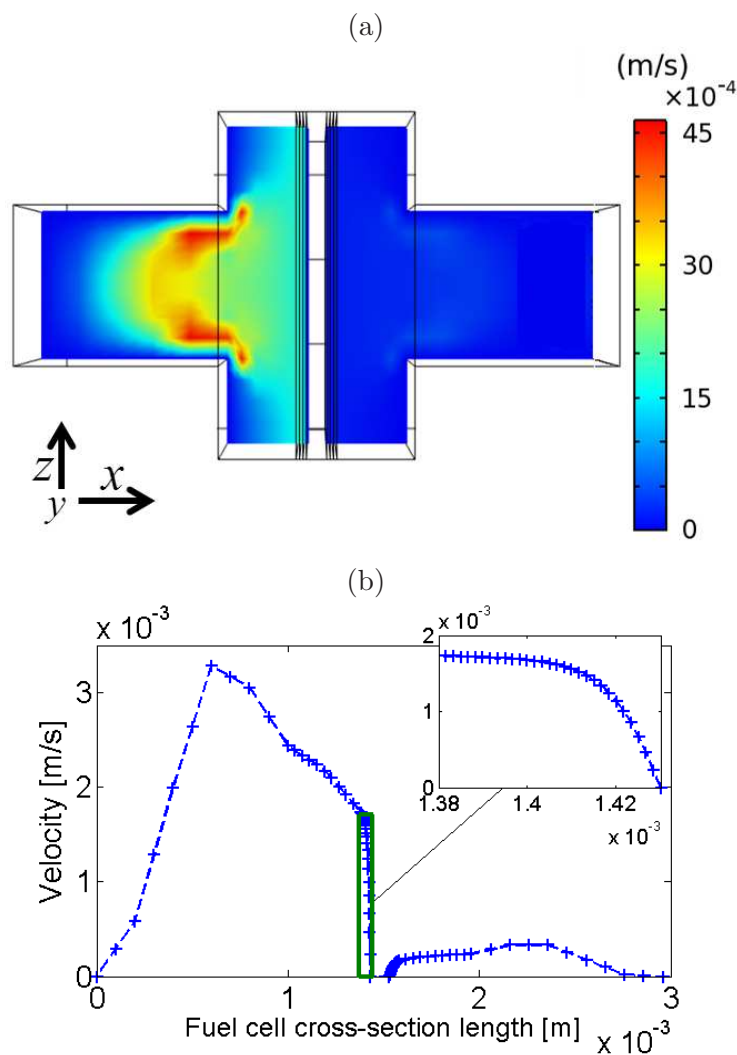 (a)
(m/s)
×10⁻⁴
45
30
15
0
z
y
x
(b)
x 10⁻³
3
2
1
0
Velocity [m/s]
0
1
2
3
Fuel cell cross-section length [m]
x 10⁻³
x 10⁻³
2
1
0
1.38
1.4
1.42
x 10⁻³